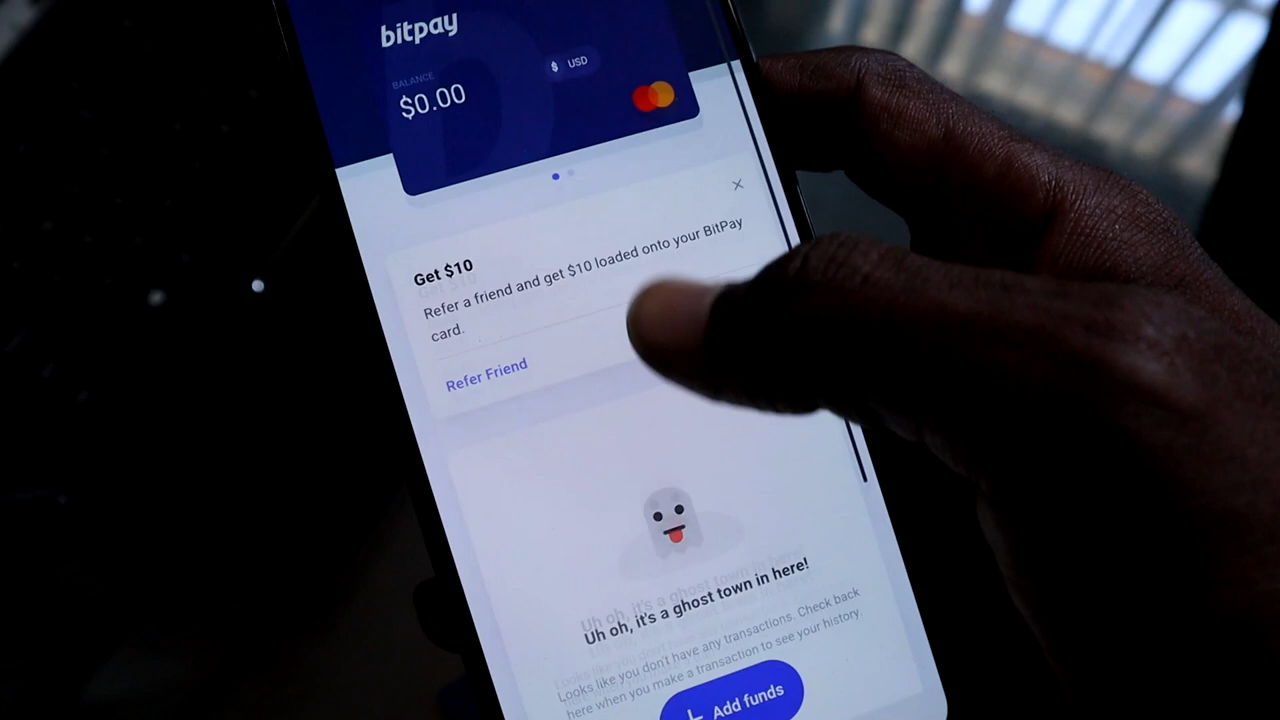 bitpay
BALANCE
$0.00
$ USD
Get $10
Refer a friend and get $10 loaded onto your BitPay
card.
Refer Friend
Uh oh, it's a ghost town in here!
Looks like you don't have any transactions. Check back
here when you make a transaction to see your history.
Add funds